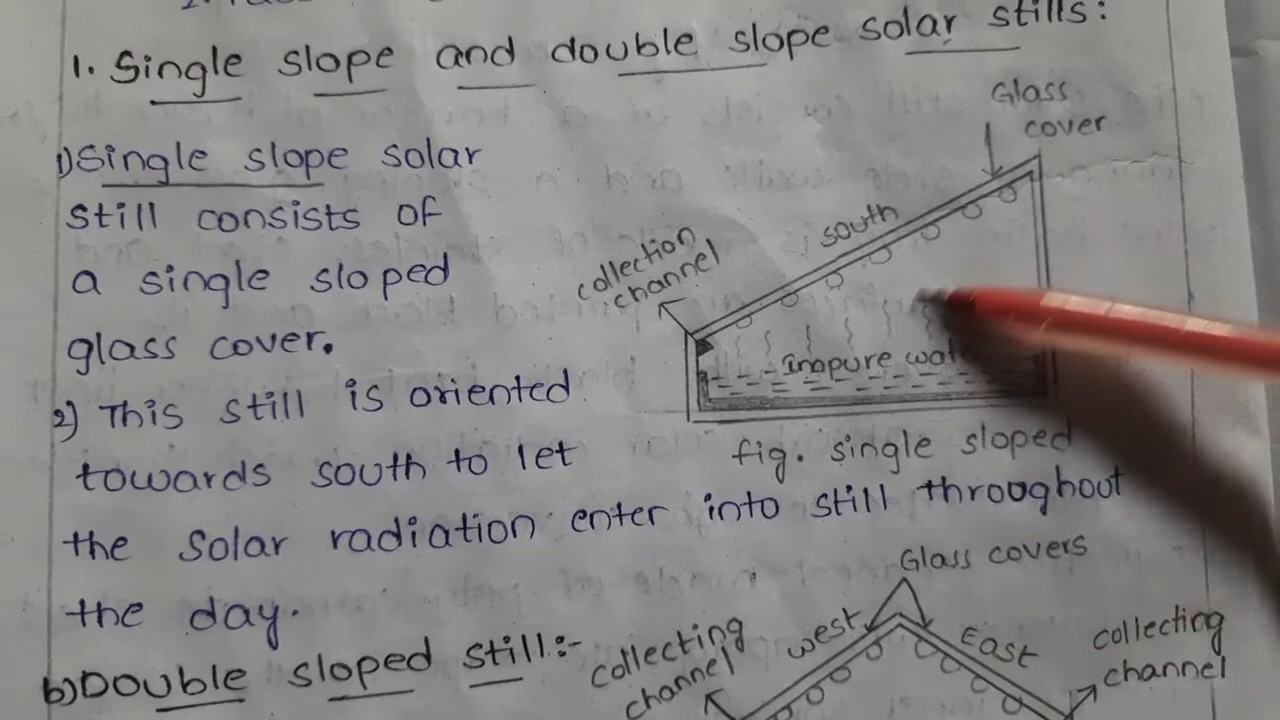 1. Single slope and double slope solar stills:
Glass
cover
1) Single slope solar
still consists of
a single sloped
glass cover.
south
collection
channel
impure
2) This still is oriented
towards south to let
fig. single sloped
the solar radiation enter into still throughout
the day.
Glass covers
b) Double sloped still:-
collecting
channel
west
East
collecting
channel